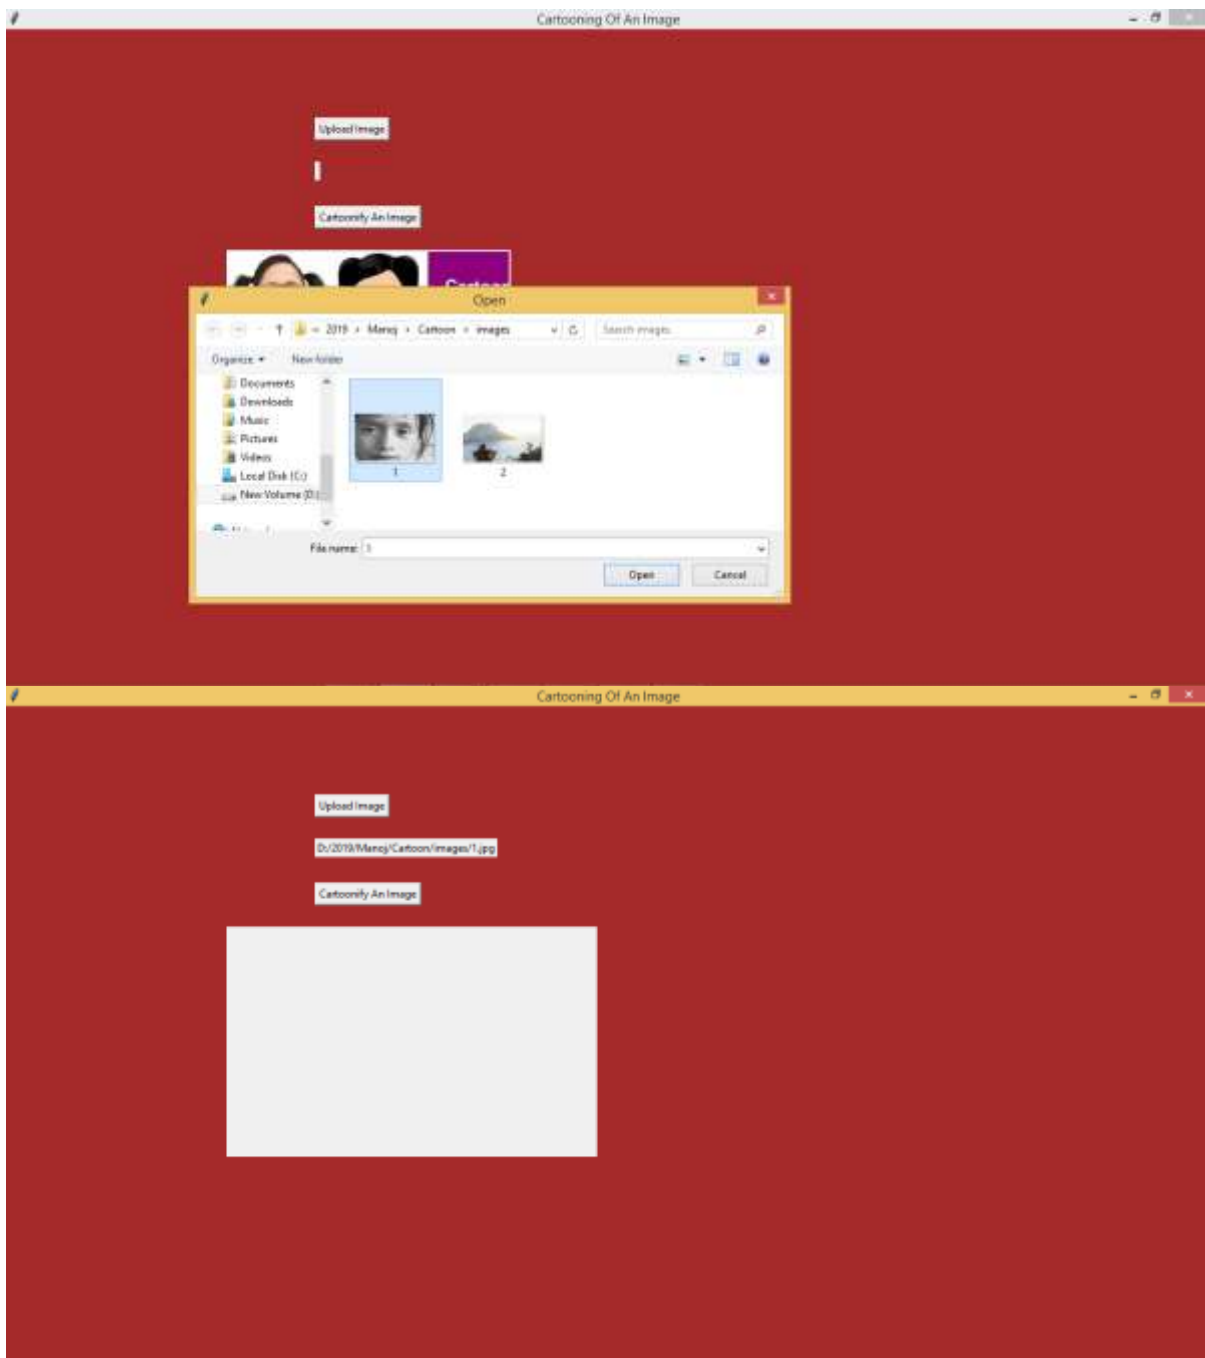 Cartooning Of An Image
Upload Image
Cartoonify An Image
Open
« 2019 › Manoj › Cartoon › images
Search images
Organize New folder
Documents
Downloads
Music
Pictures
Videos
Local Disk (C:)
New Volume (D:)
1 2
File name: 1
Open Cancel
Cartooning Of An Image
Upload Image
D:/2019/Manoj/Cartoon/images/1.jpg
Cartoonify An Image